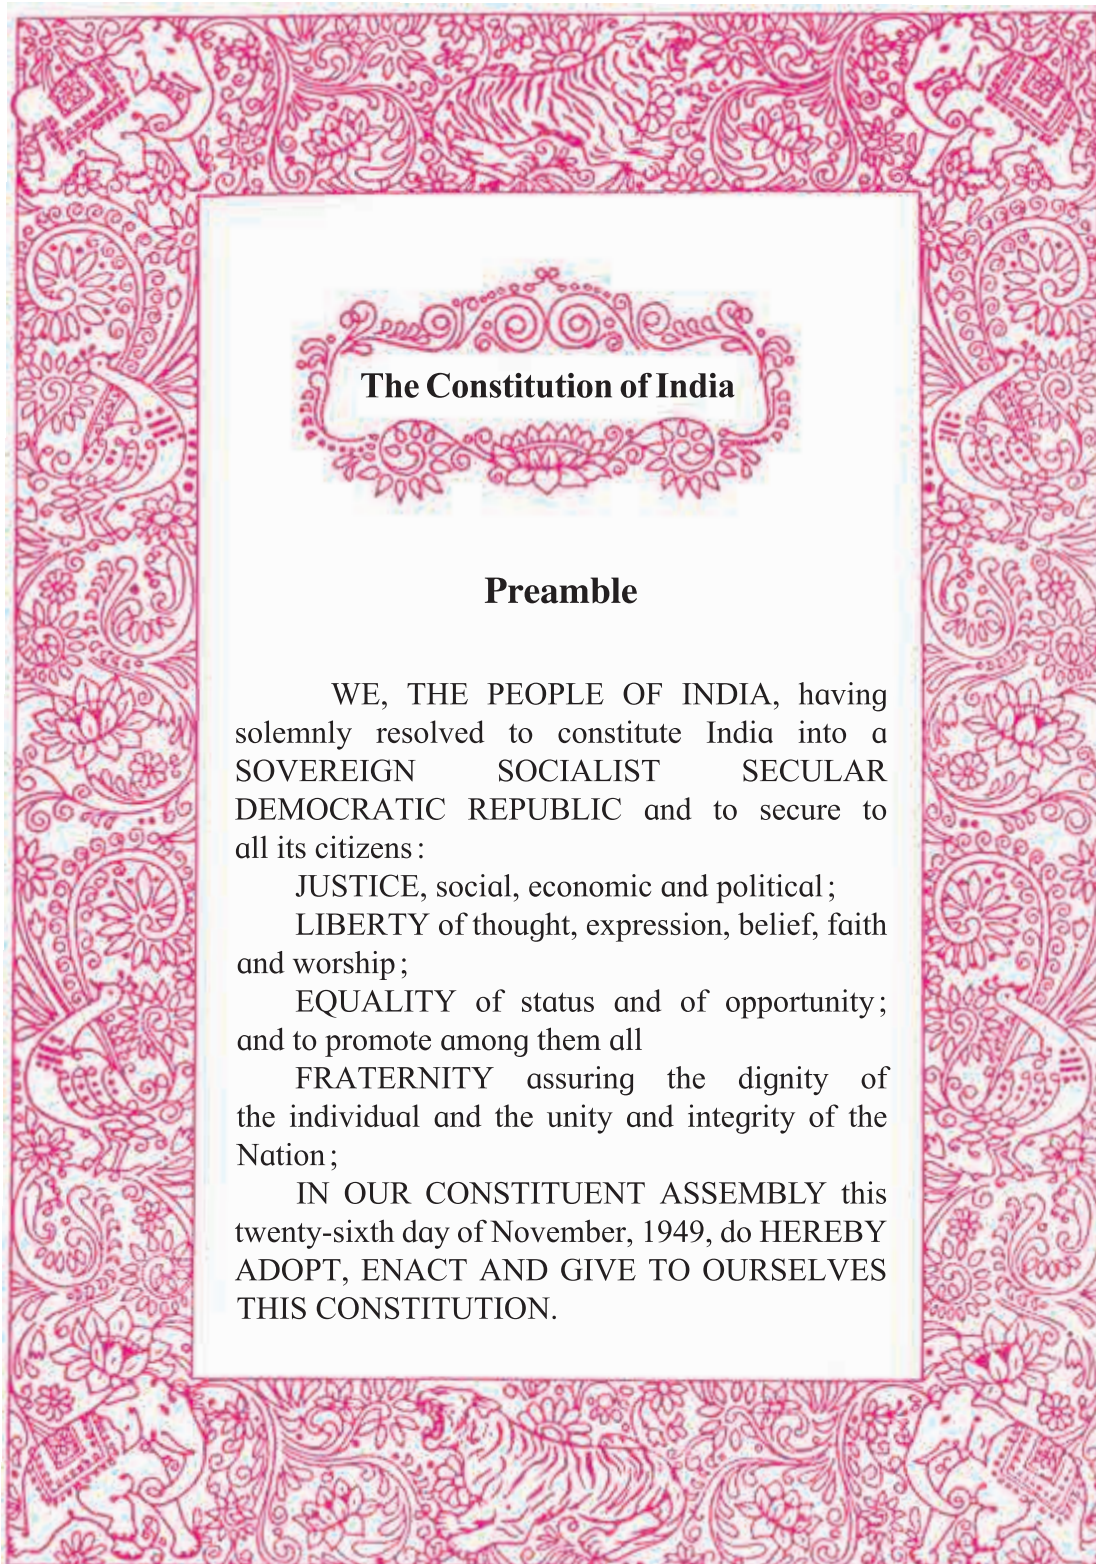 The Constitution of India
Preamble
WE, THE PEOPLE OF INDIA, having
solemnly resolved to constitute India into a
SOVEREIGN SOCIALIST SECULAR
DEMOCRATIC REPUBLIC and to secure to
all its citizens :
JUSTICE, social, economic and political ;
LIBERTY of thought, expression, belief, faith
and worship ;
EQUALITY of status and of opportunity ;
and to promote among them all
FRATERNITY assuring the dignity of
the individual and the unity and integrity of the
Nation ;
IN OUR CONSTITUENT ASSEMBLY this
twenty-sixth day of November, 1949, do HEREBY
ADOPT, ENACT AND GIVE TO OURSELVES
THIS CONSTITUTION.